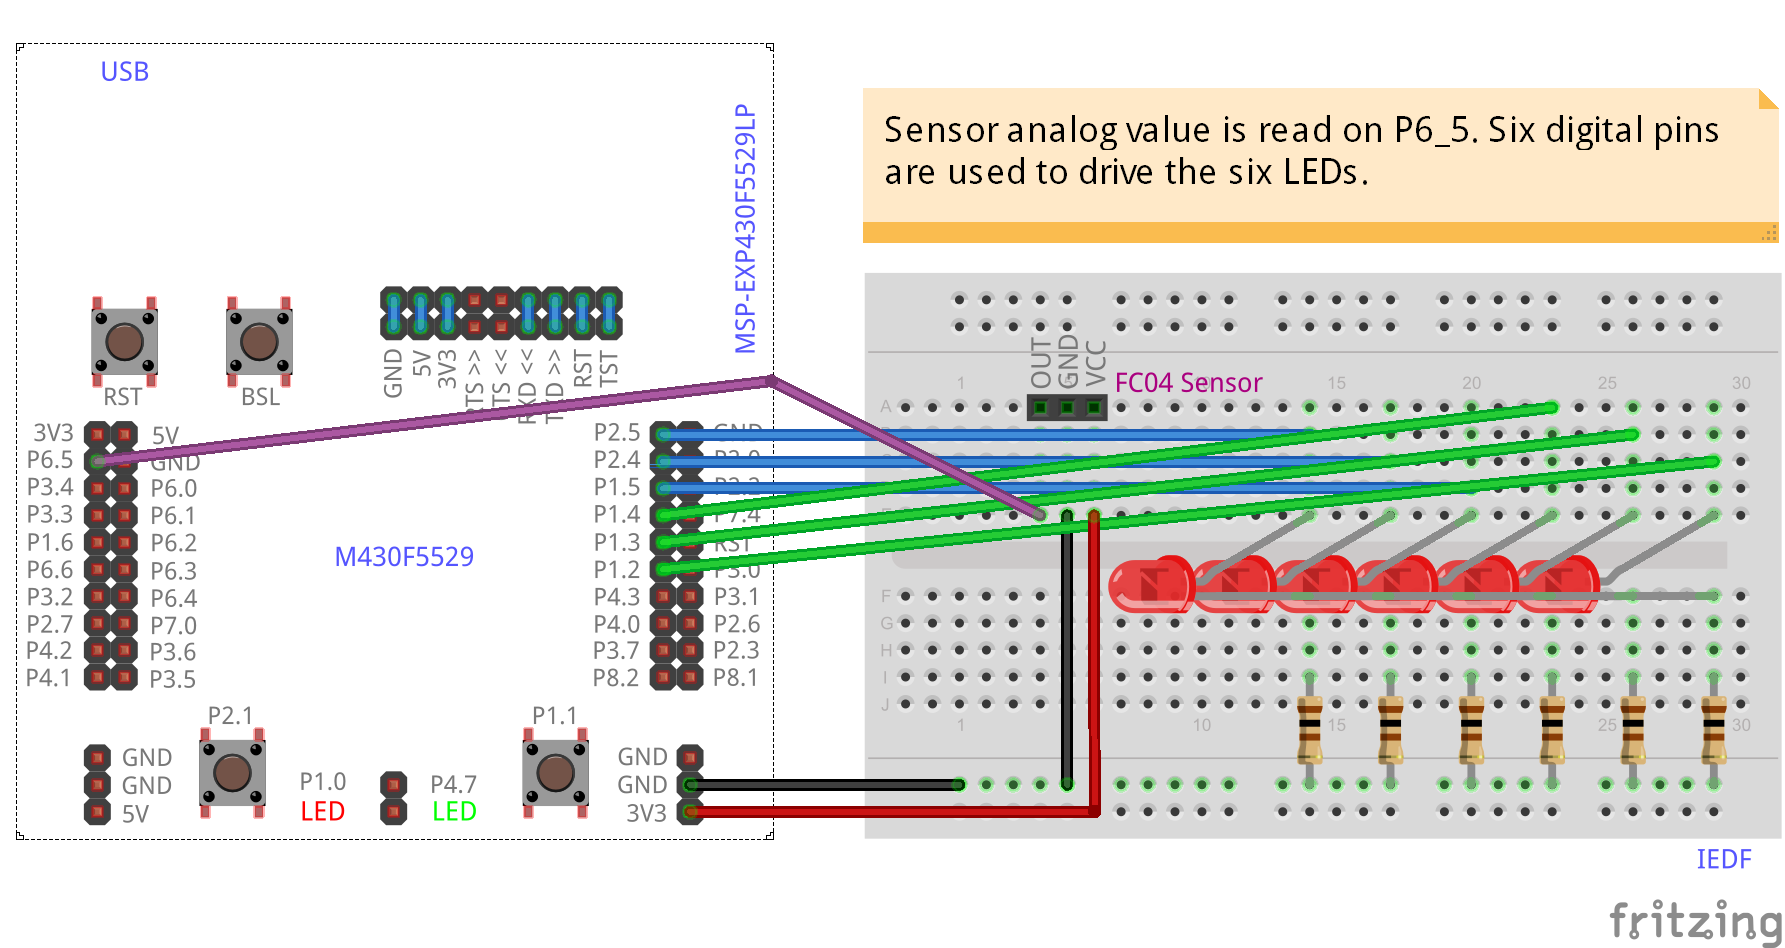 USB
MSP-EXP430F5529LP
Sensor analog value is read on P6_5. Six digital pins
are used to drive the six LEDs.
RST
BSL
GND
5V
3V3
RTS >>
CTS <<
RXD <<
TXD >>
RST
TST
OUT
GND
VCC
FC04 Sensor
1
15
20
25
30
A
3V3 5V
P6.5 GND
P3.4 P6.0
P3.3 P6.1
P1.6 P6.2
P6.6 P6.3
P3.2 P6.4
P2.7 P7.0
P4.2 P3.6
P4.1 P3.5
M430F5529
P2.5 GND
P2.4 P2.0
P1.5 P2.2
P1.4 P7.4
P1.3 RST
P1.2 P3.0
P4.3 P3.1
P4.0 P2.6
P3.7 P2.3
P8.2 P8.1
F
G
H
I
J
1
10
15
25
30
P2.1
P1.1
GND
GND
5V
P1.0
LED
P4.7
LED
GND
GND
3V3
IEDF
fritzing